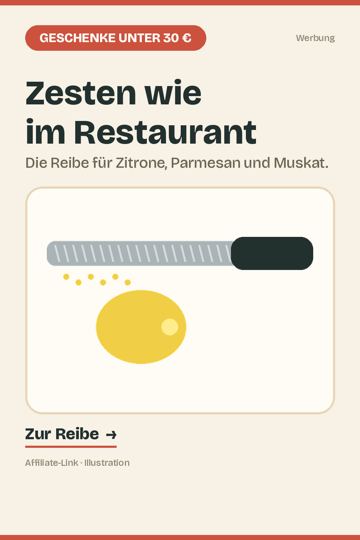 GESCHENKE UNTER 30 €
Werbung
Zesten wie
im Restaurant
Die Reibe für Zitrone, Parmesan und Muskat.
Zur Reibe →
Affiliate-Link · Illustration